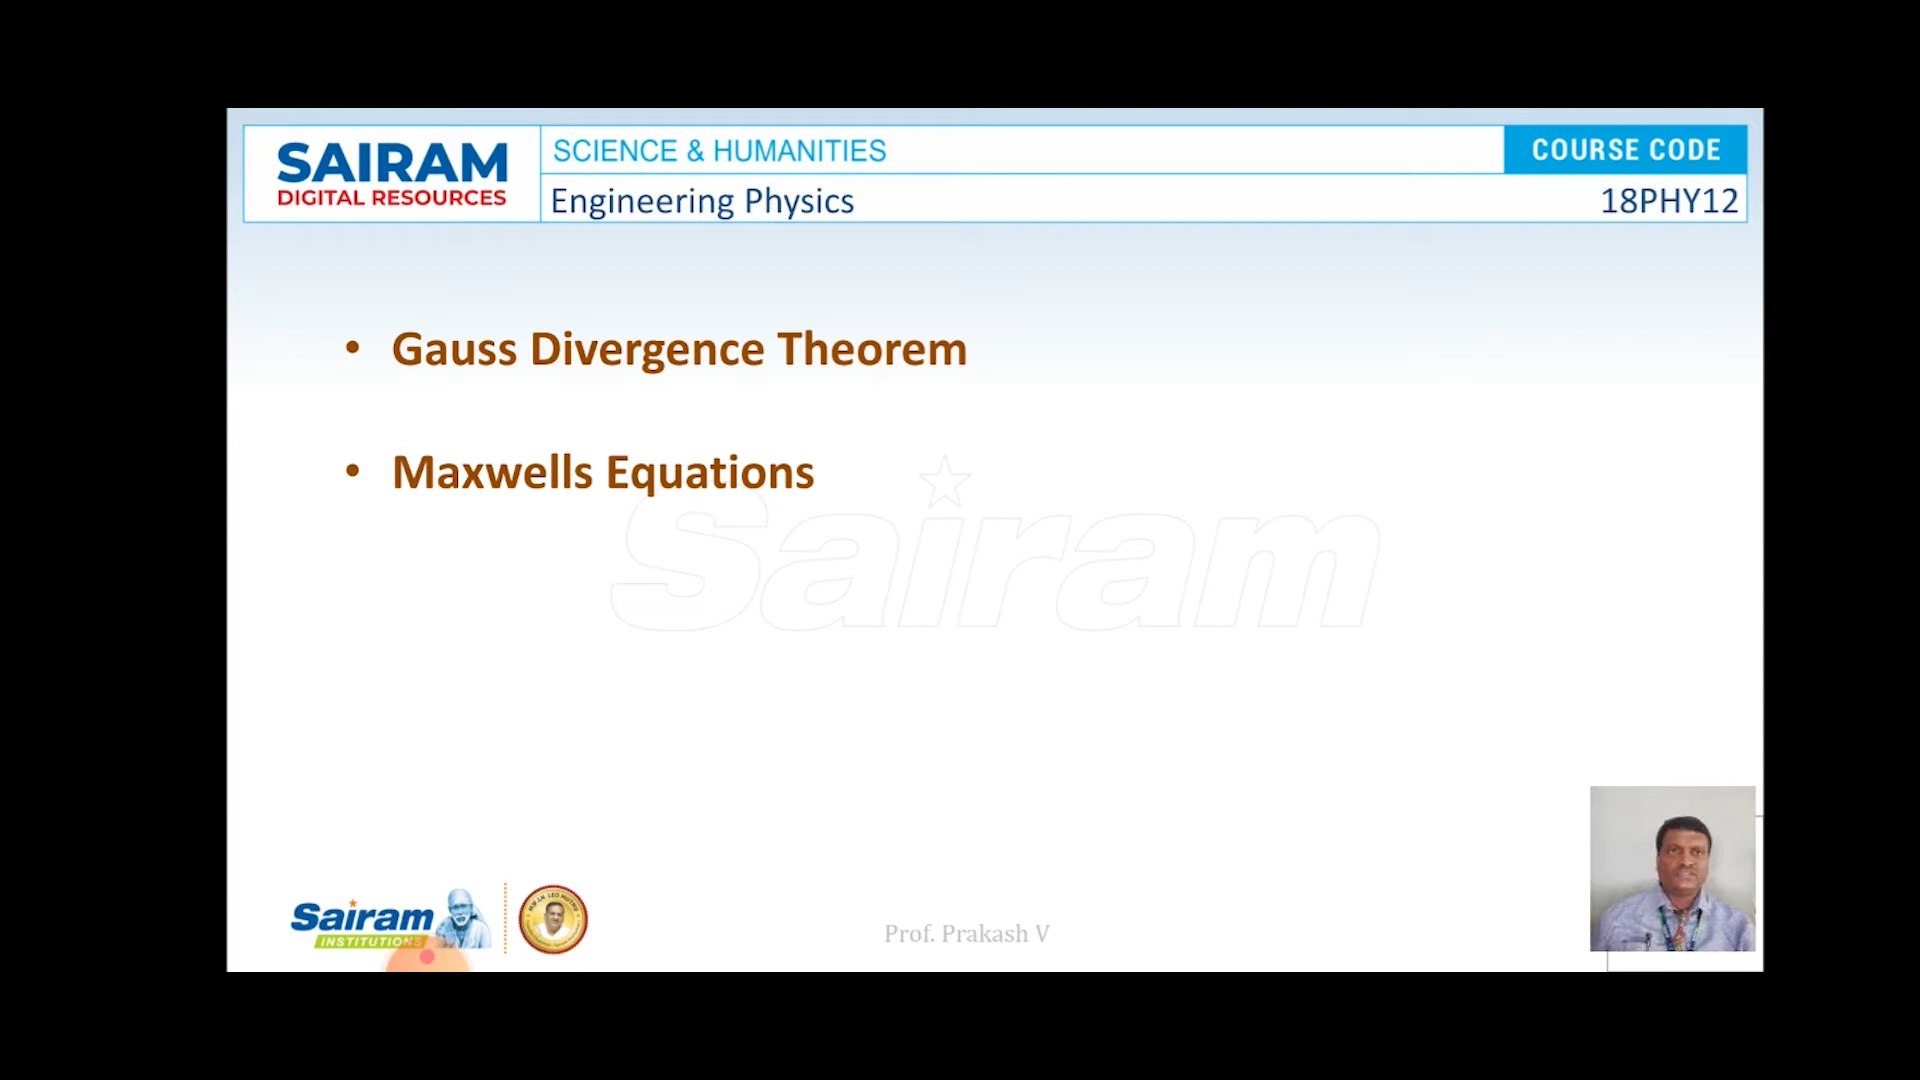 SAIRAM
DIGITAL RESOURCES
SCIENCE & HUMANITIES
COURSE CODE
Engineering Physics
18PHY12
• Gauss Divergence Theorem
• Maxwells Equations
Sairam
Sairam
INSTITUTIONS
Prof. Prakash V